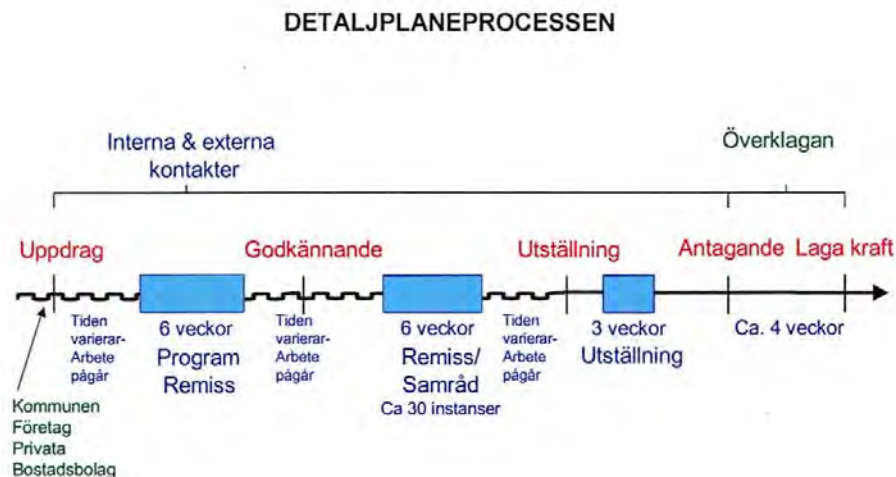 DETALJPLANEPROCESSEN
Interna & externa
kontakter
Överklagan
Uppdrag
Godkännande
Utställning
Antagande
Laga kraft
Tiden
varierar-
Arbete
pågår
6 veckor
Program
Remiss
Tiden
varierar-
Arbete
pågår
6 veckor
Remiss/
Samråd
Ca 30 instanser
Tiden
varierar-
Arbete
pågår
3 veckor
Utställning
Ca. 4 veckor
Kommunen
Företag
Privata
Bostadsbolag